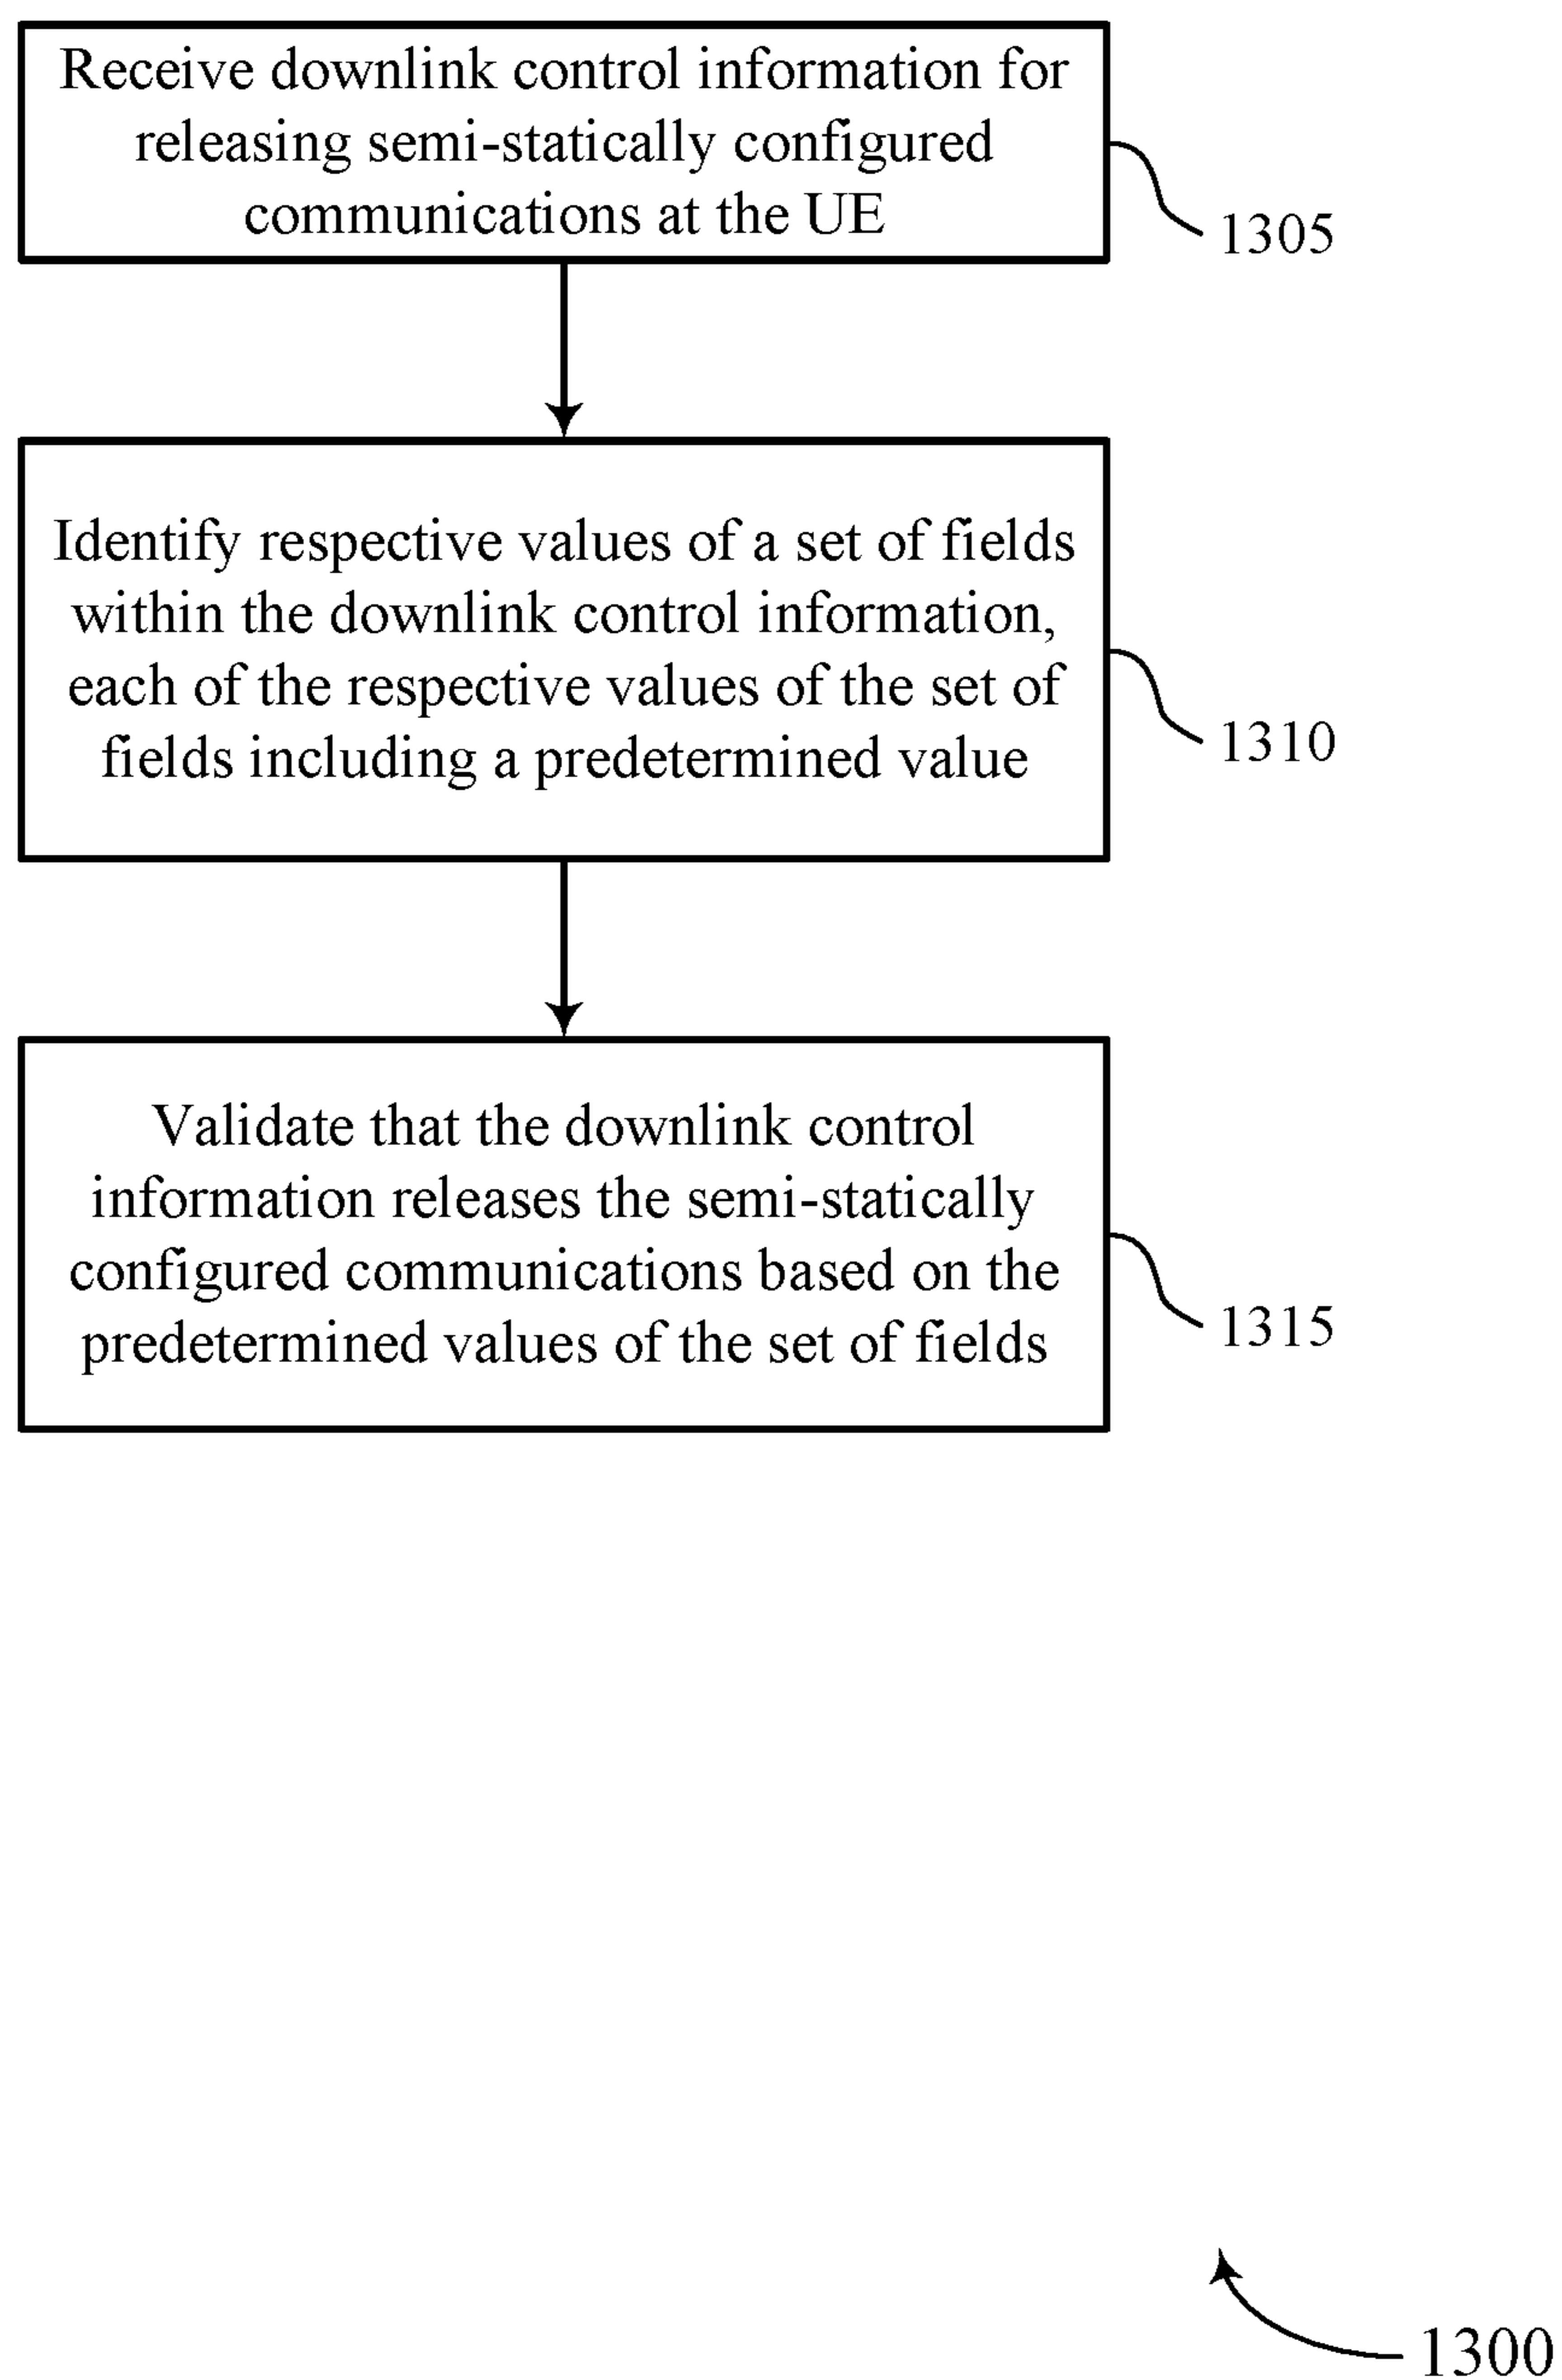 Receive downlink control information for
releasing semi-statically configured
communications at the UE
1305
Identify respective values of a set of fields
within the downlink control information,
each of the respective values of the set of
fields including a predetermined value
1310
Validate that the downlink control
information releases the semi-statically
configured communications based on the
predetermined values of the set of fields
1315
1300